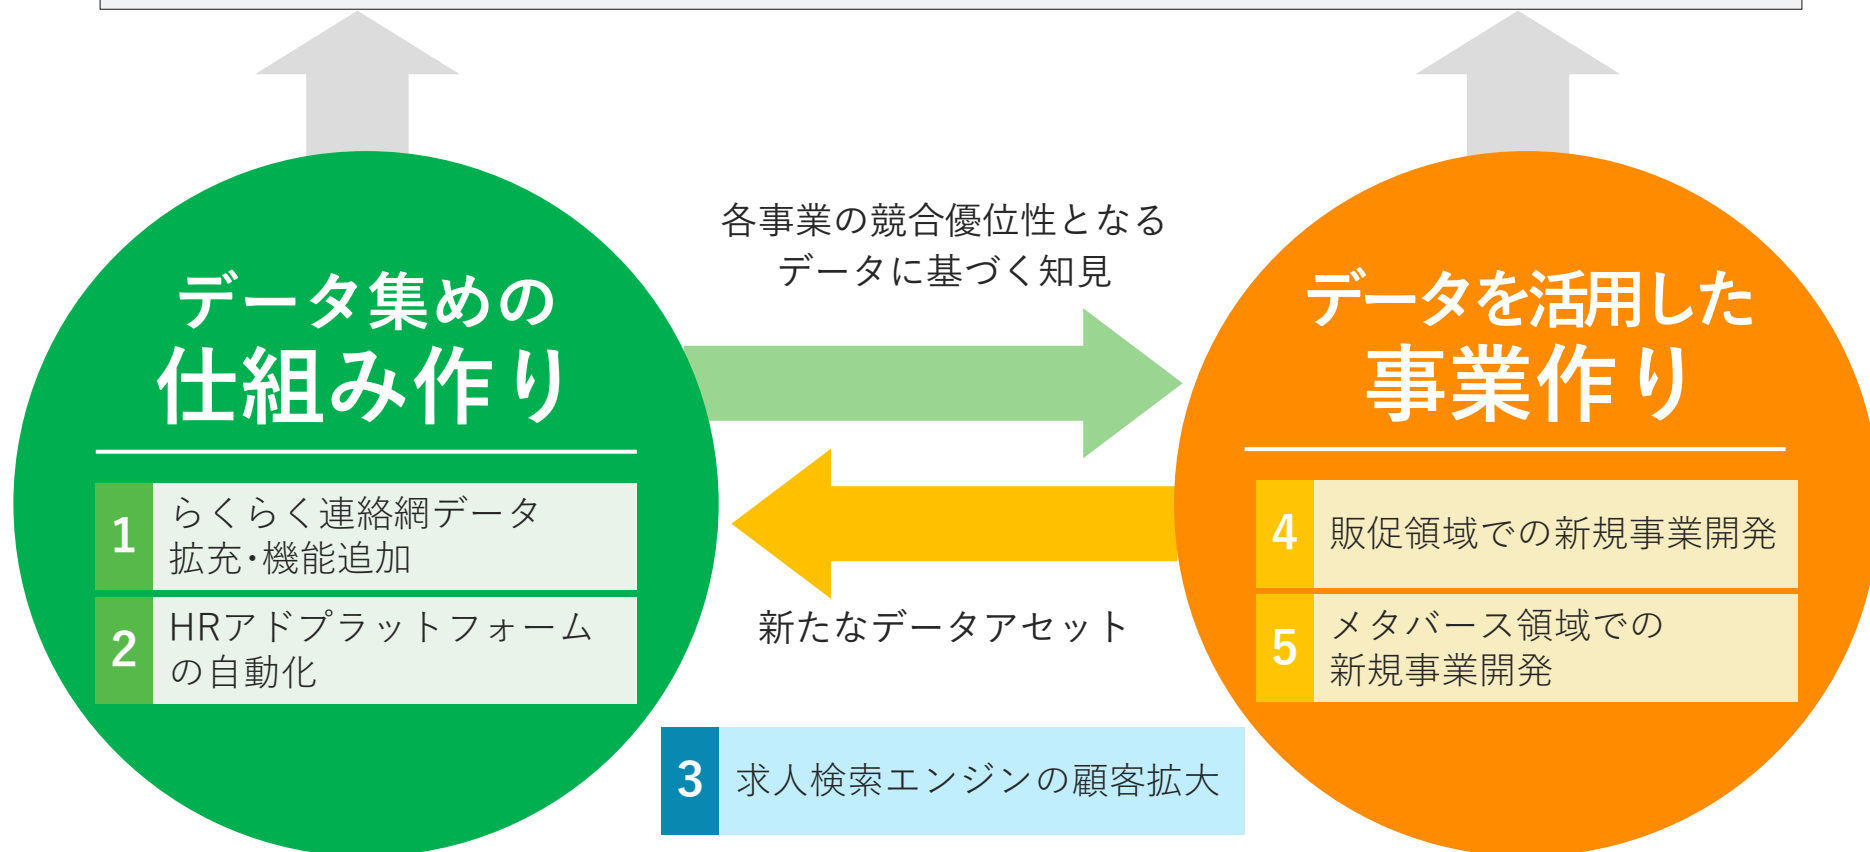 各事業の競合優位性となる
データに基づく知見
データ集めの
仕組み作り
1
らくらく連絡網データ
拡充・機能追加
2
HRアドプラットフォーム
の自動化
新たなデータアセット
3
求人検索エンジンの顧客拡大
データを活用した
事業作り
4
販促領域での新規事業開発
5
メタバース領域での
新規事業開発